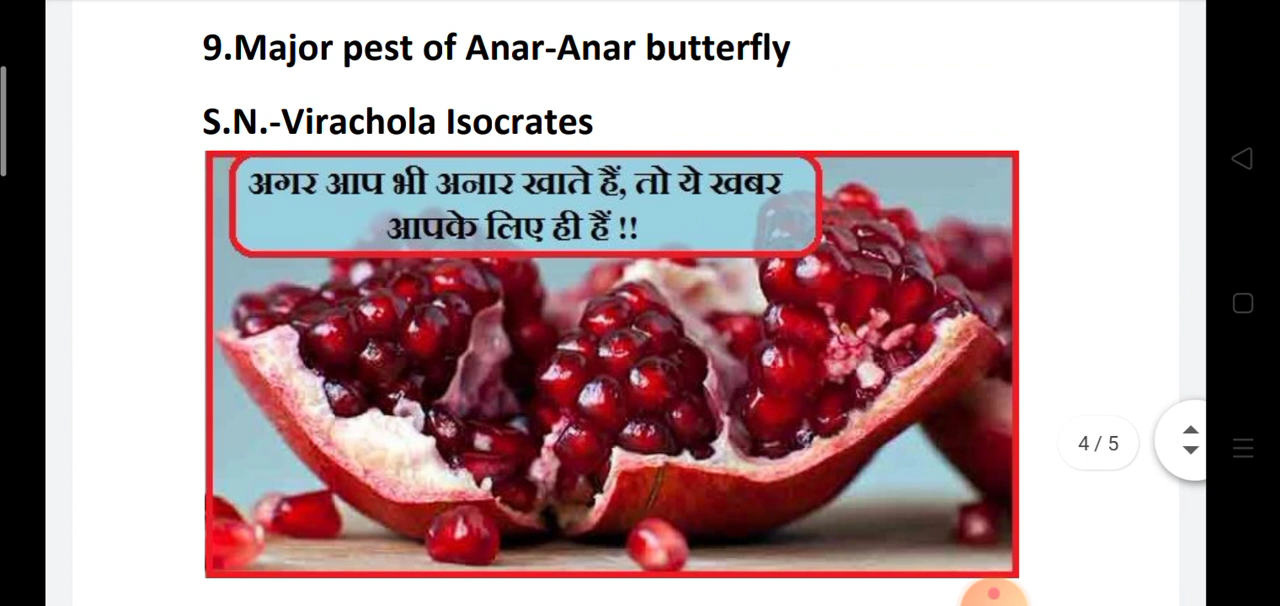 9.Major pest of Anar-Anar butterfly
S.N.-Virachola Isocrates
अगर आप भी अनार खाते हैं, तो ये खबर
आपके लिए ही हैं !!
4 / 5